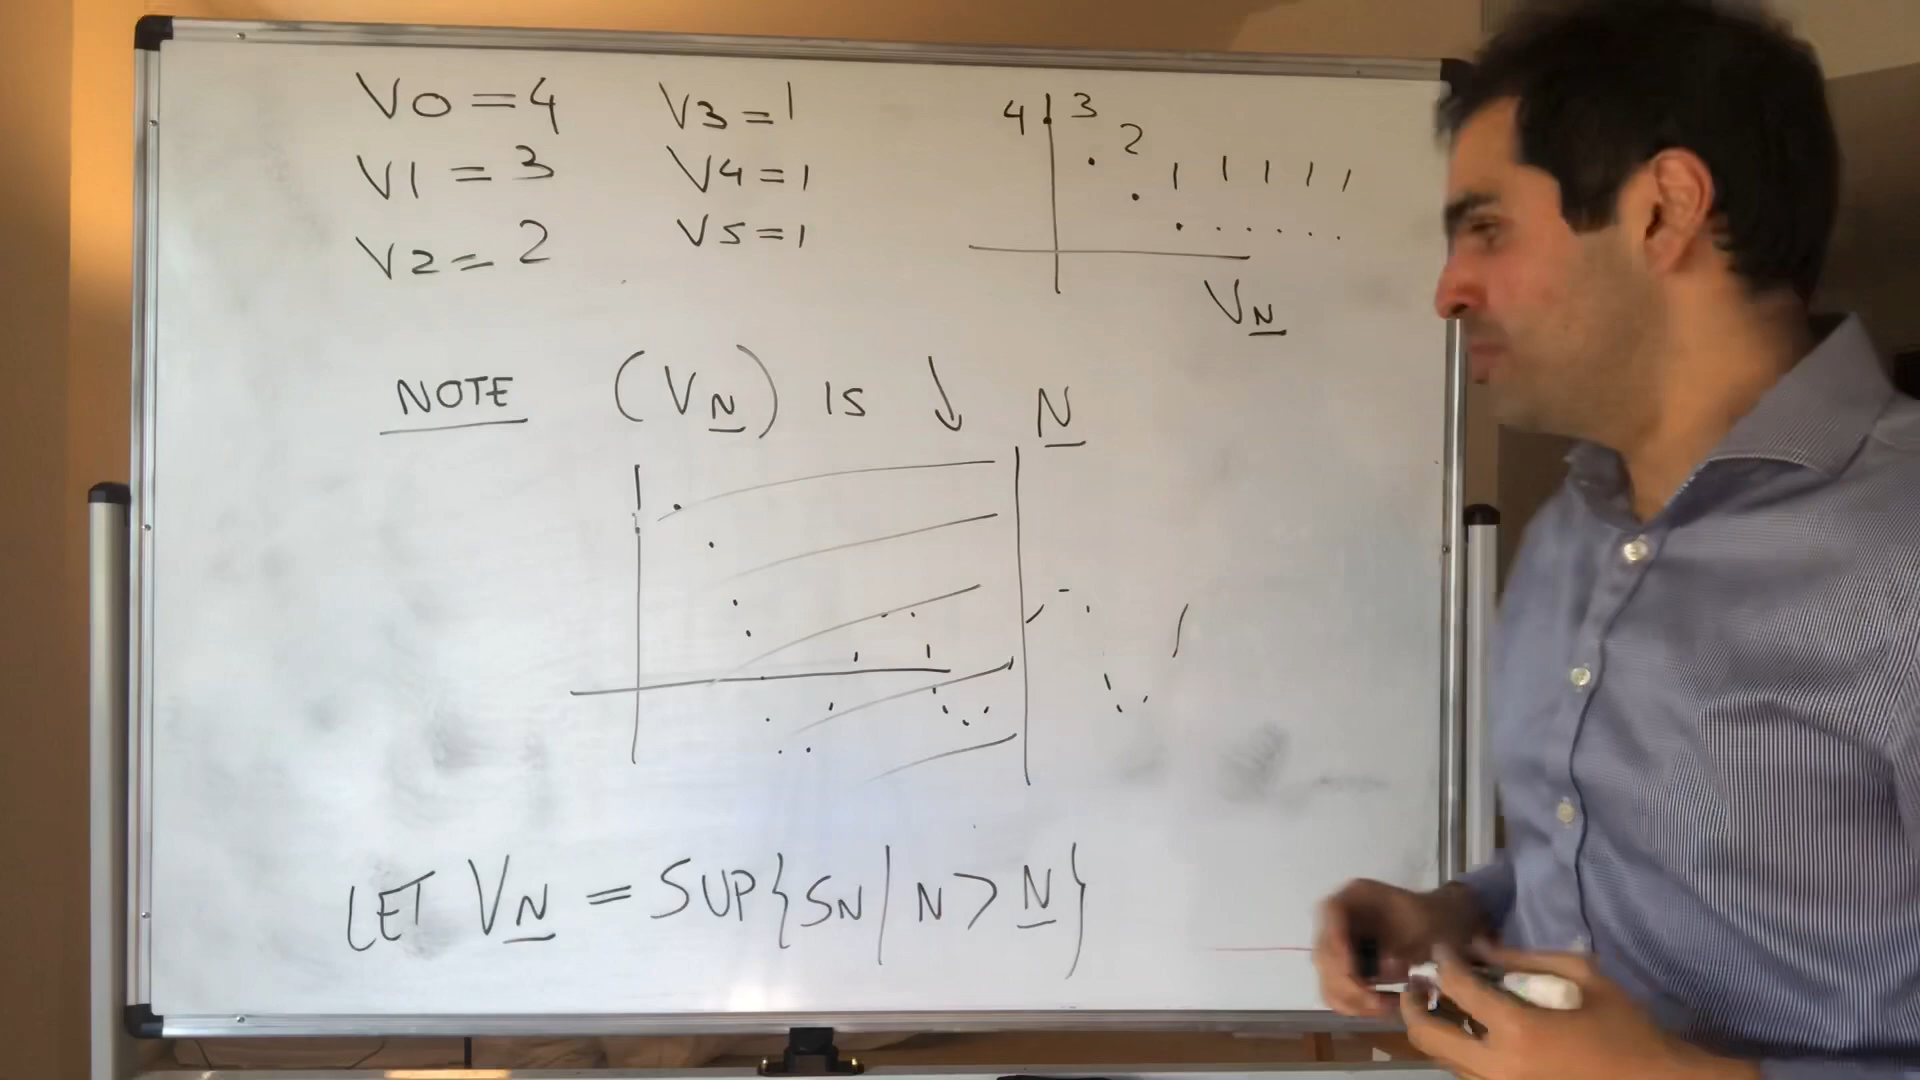 V0 = 4
V1 = 3
V2 = 2
V3 = 1
V4 = 1
V5 = 1
4 3 2 1 1 1 1 1
VN
NOTE (VN) IS ↓ N
LET VN = SUP{SN | N > N}